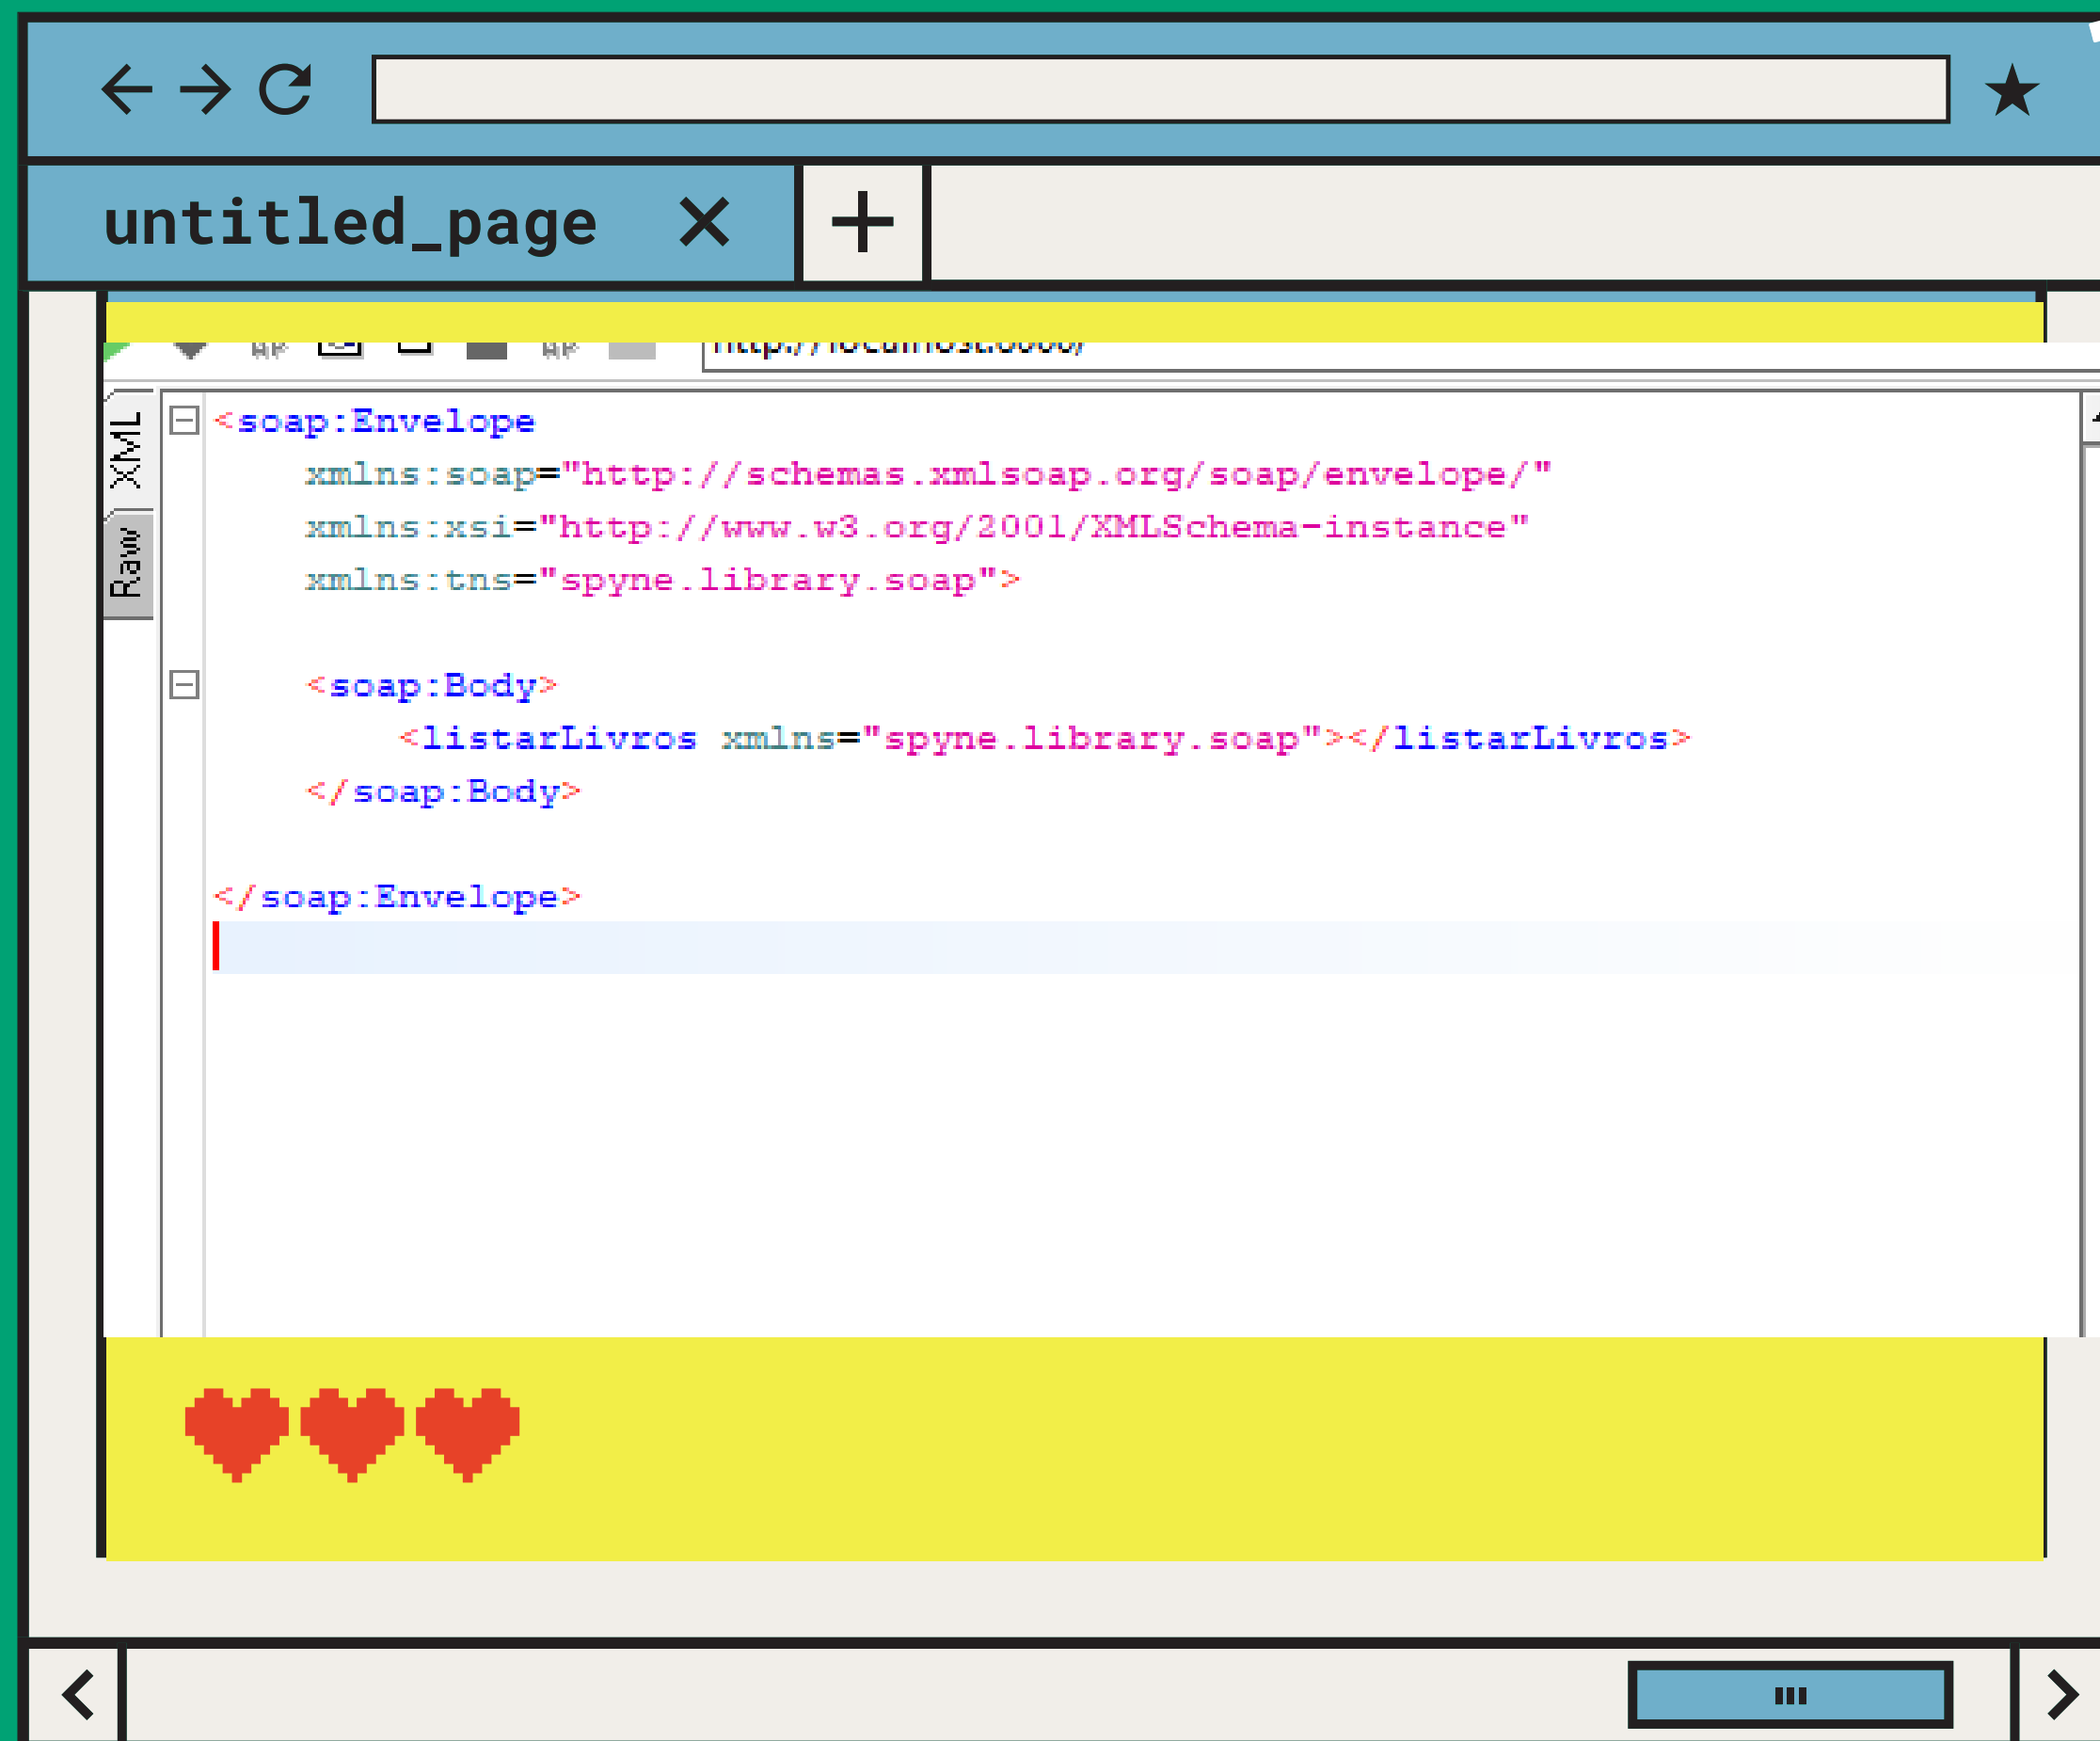 untitled_page
XML
Raw
<soap:Envelope
xmlns:soap="http://schemas.xmlsoap.org/soap/envelope/"
xmlns:xsi="http://www.w3.org/2001/XMLSchema-instance"
xmlns:tns="spyne.library.soap">
<soap:Body>
<listarLivros xmlns="spyne.library.soap"></listarLivros>
</soap:Body>
</soap:Envelope>